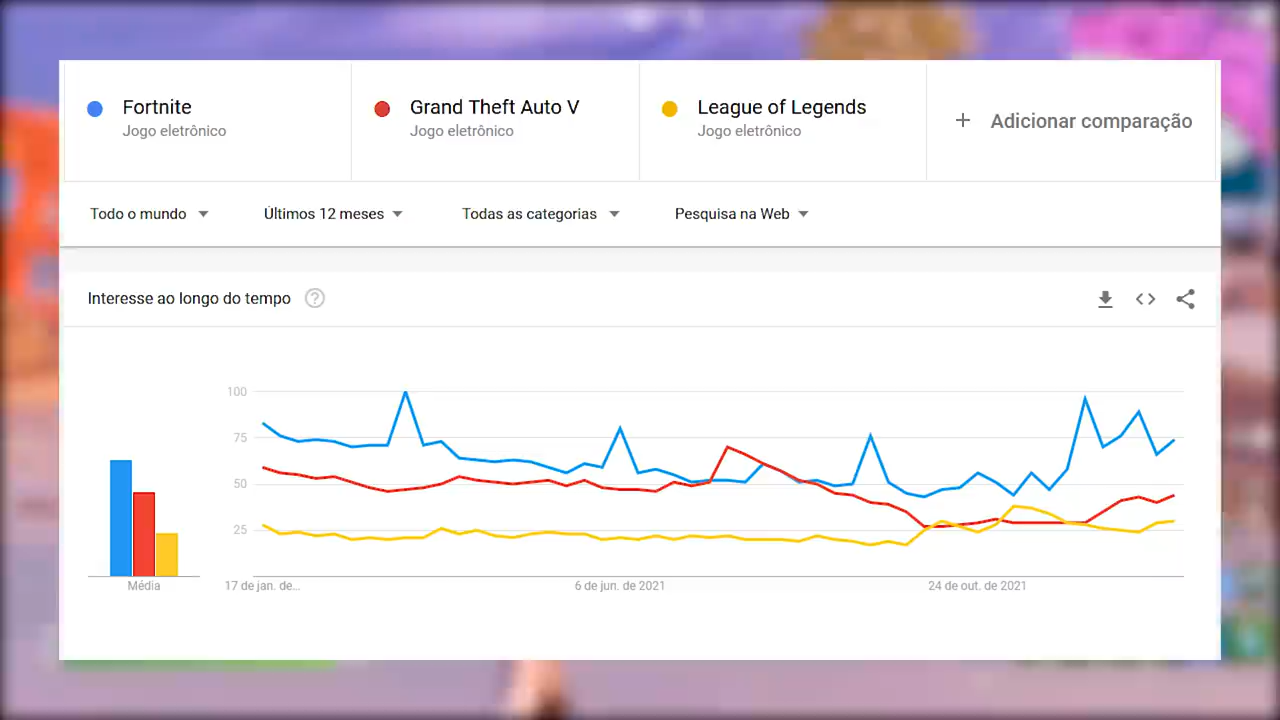 Fortnite
Jogo eletrônico
Grand Theft Auto V
Jogo eletrônico
League of Legends
Jogo eletrônico
+ Adicionar comparação
Todo o mundo
Últimos 12 meses
Todas as categorias
Pesquisa na Web
Interesse ao longo do tempo ?
100
75
50
25
Média
17 de jan. de...
6 de jun. de 2021
24 de out. de 2021